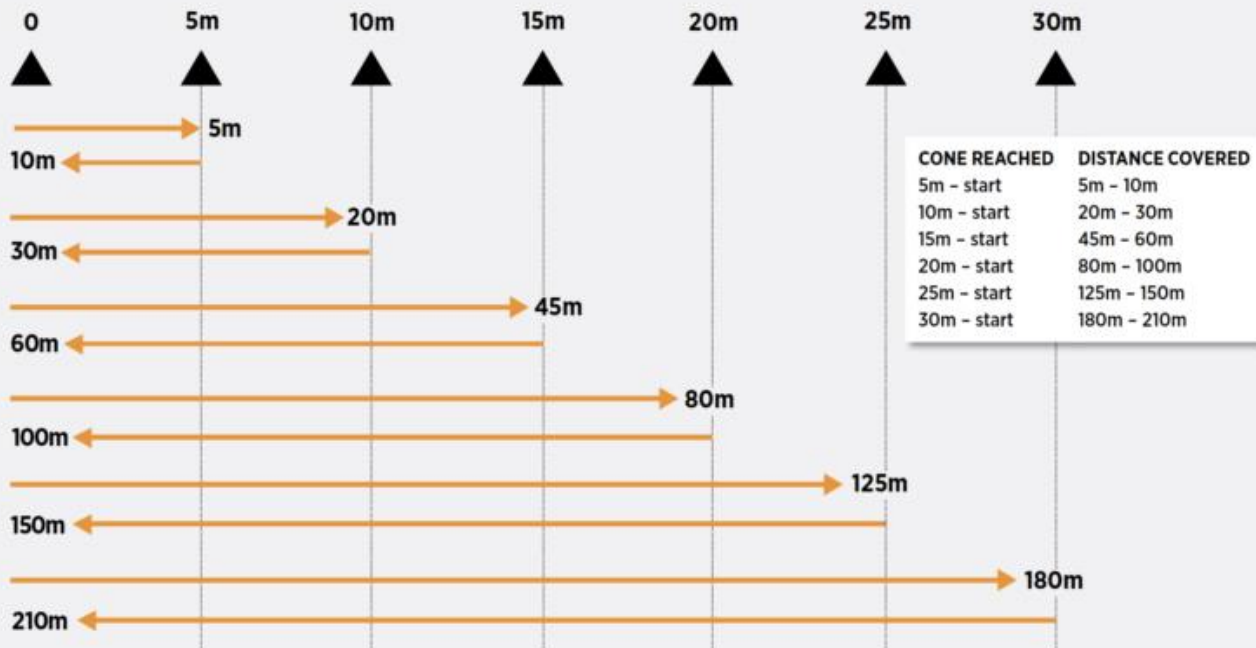 0 5m 10m 15m 20m 25m 30m
5m
10m
20m
30m
45m
60m
80m
100m
125m
150m
180m
210m
CONE REACHED DISTANCE COVERED
5m – start 5m – 10m
10m – start 20m – 30m
15m – start 45m – 60m
20m – start 80m – 100m
25m – start 125m – 150m
30m – start 180m – 210m